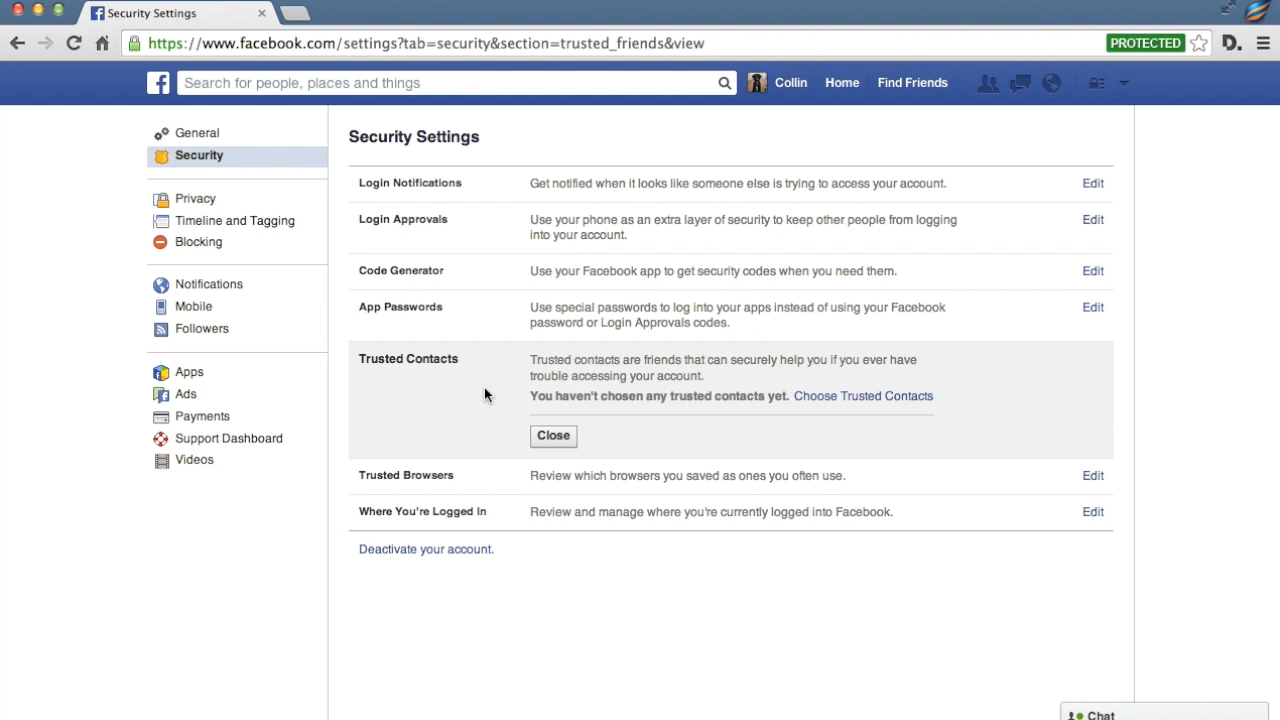 Security Settings
https://www.facebook.com/settings?tab=security&section=trusted_friends&view
PROTECTED
D.
Search for people, places and things
Collin
Home
Find Friends
General
Security
Privacy
Timeline and Tagging
Blocking
Notifications
Mobile
Followers
Apps
Ads
Payments
Support Dashboard
Videos
Security Settings
Login Notifications
Get notified when it looks like someone else is trying to access your account.
Edit
Login Approvals
Use your phone as an extra layer of security to keep other people from logging
into your account.
Edit
Code Generator
Use your Facebook app to get security codes when you need them.
Edit
App Passwords
Use special passwords to log into your apps instead of using your Facebook
password or Login Approvals codes.
Edit
Trusted Contacts
Trusted contacts are friends that can securely help you if you ever have
trouble accessing your account.
You haven't chosen any trusted contacts yet. Choose Trusted Contacts
Close
Trusted Browsers
Review which browsers you saved as ones you often use.
Edit
Where You're Logged In
Review and manage where you're currently logged into Facebook.
Edit
Deactivate your account.
Chat